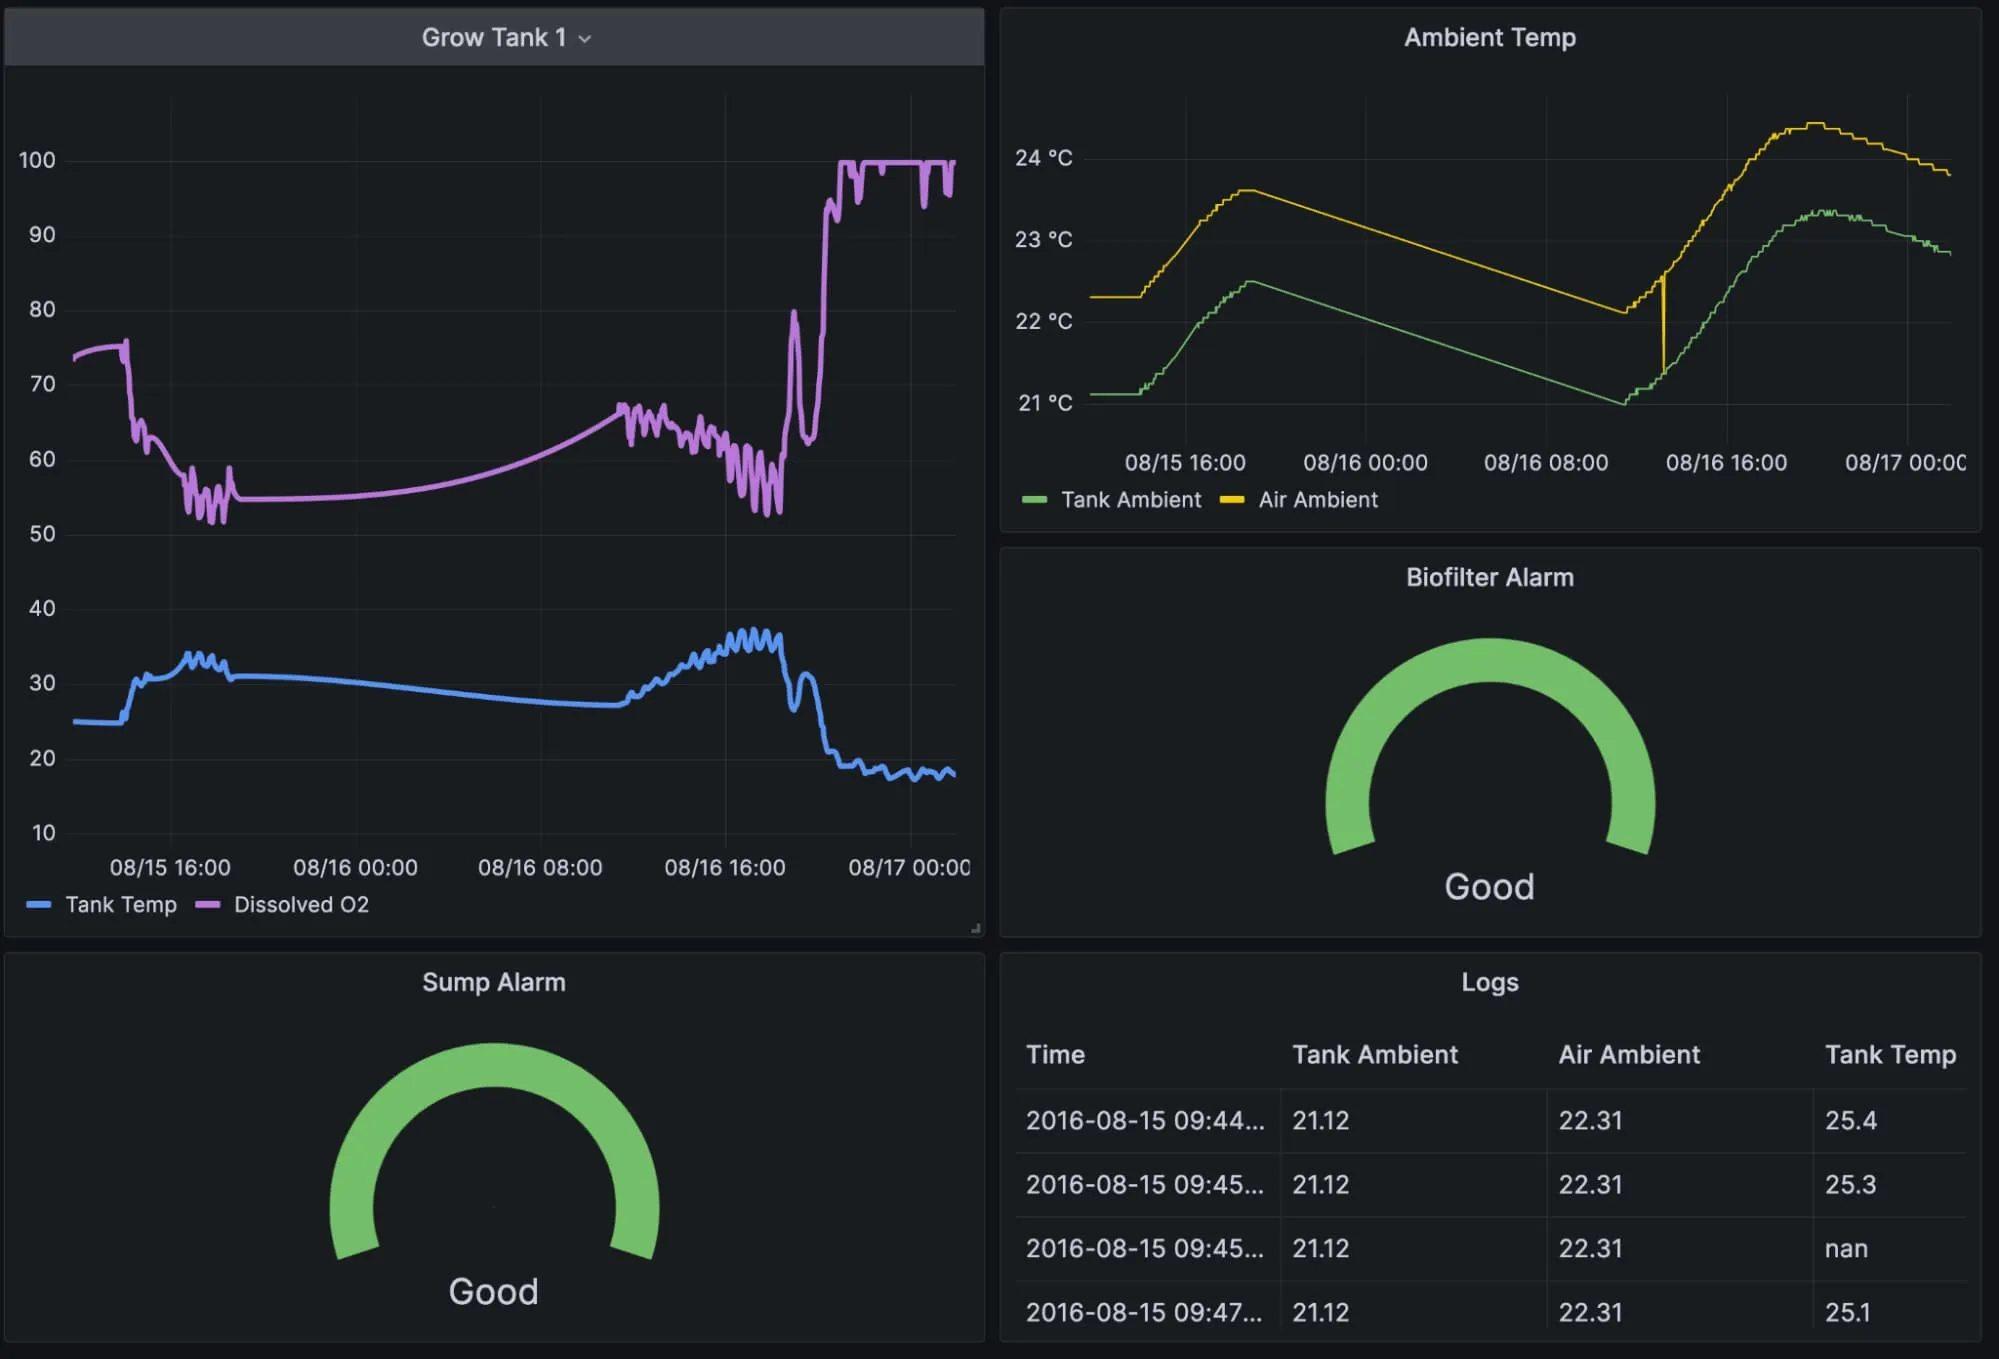 Grow Tank 1
100
90
80
70
60
50
40
30
20
10
08/15 16:00 08/16 00:00 08/16 08:00 08/16 16:00 08/17 00:00
Tank Temp Dissolved O2
Ambient Temp
24 °C
23 °C
22 °C
21 °C
08/15 16:00 08/16 00:00 08/16 08:00 08/16 16:00 08/17 00:00
Tank Ambient Air Ambient
Biofilter Alarm
Good
Sump Alarm
Good
Logs
Time Tank Ambient Air Ambient Tank Temp
2016-08-15 09:44... 21.12 22.31 25.4
2016-08-15 09:45... 21.12 22.31 25.3
2016-08-15 09:45... 21.12 22.31 nan
2016-08-15 09:47... 21.12 22.31 25.1